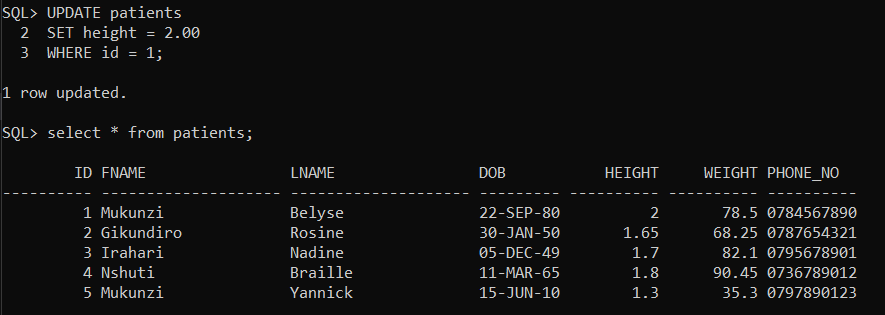 SQL> UPDATE patients
  2  SET height = 2.00
  3  WHERE id = 1;
1 row updated.
SQL> select * from patients;
        ID FNAME                LNAME                DOB           HEIGHT     WEIGHT PHONE_NO
---------- -------------------- -------------------- --------- ---------- ---------- ----------
         1 Mukunzi              Belyse               22-SEP-80          2       78.5 0784567890
         2 Gikundiro            Rosine               30-JAN-50       1.65      68.25 0787654321
         3 Irahari              Nadine               05-DEC-49        1.7       82.1 0795678901
         4 Nshuti               Braille              11-MAR-65        1.8      90.45 0736789012
         5 Mukunzi              Yannick              15-JUN-10        1.3       35.3 0797890123